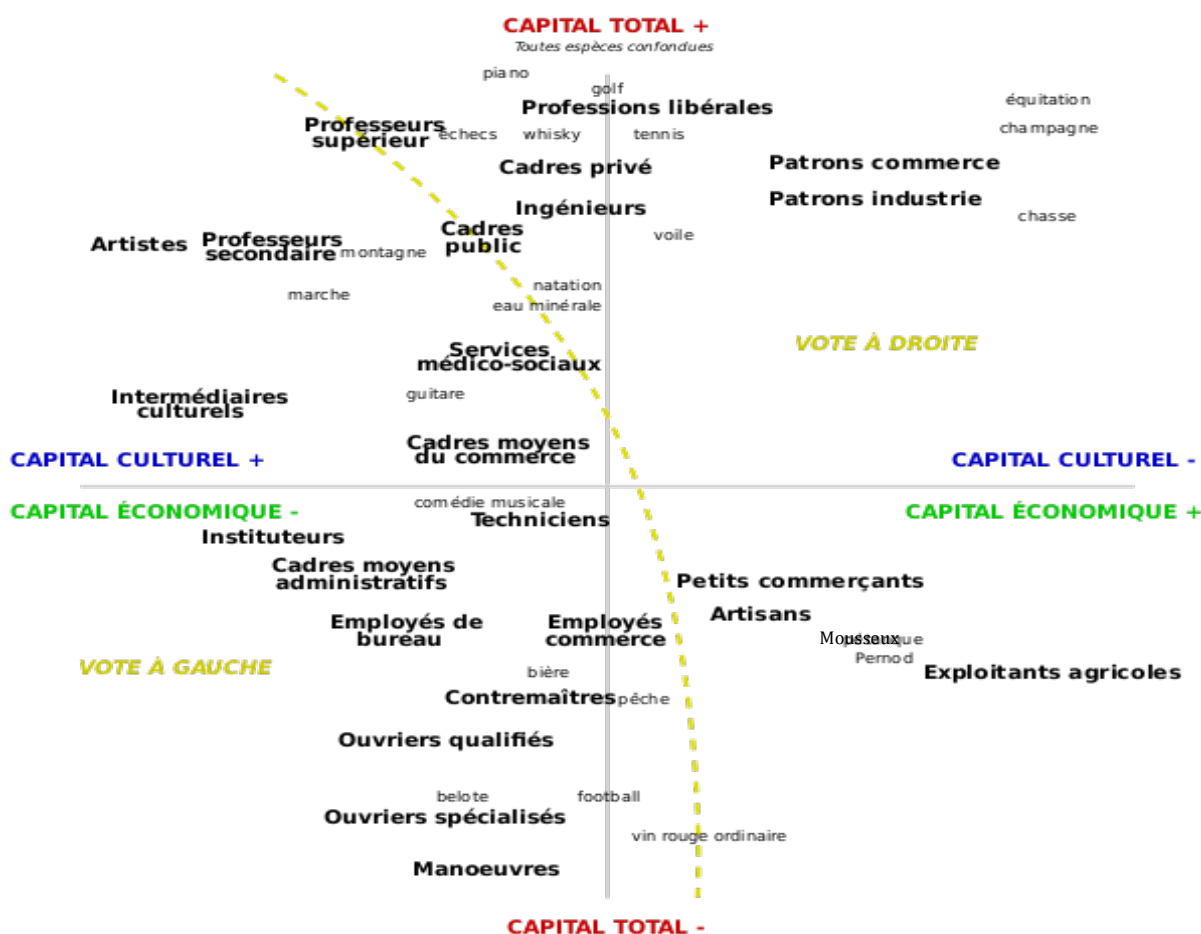 CAPITAL TOTAL +
Toutes espèces confondues
piano
golf
équitation
Professions libérales
champagne
Professeurs
supérieur
échecs
whisky
tennis
Cadres privé
Patrons commerce
Patrons industrie
Ingénieurs
chasse
Cadres
public
voile
Artistes
Professeurs
secondaire
montagne
natation
marche
eau minérale
VOTE À DROITE
Services
médico-sociaux
guitare
Intermédiaires
culturels
Cadres moyens
du commerce
CAPITAL CULTUREL +
CAPITAL CULTUREL -
comédie musicale
CAPITAL ÉCONOMIQUE -
CAPITAL ÉCONOMIQUE +
Techniciens
Instituteurs
Cadres moyens
administratifs
Petits commerçants
Artisans
Employés de
bureau
Employés
commerce
Mousseux
Pernod
VOTE À GAUCHE
bière
Exploitants agricoles
Contremaîtres
pêche
Ouvriers qualifiés
belote
football
Ouvriers spécialisés
vin rouge ordinaire
Manoeuvres
CAPITAL TOTAL -